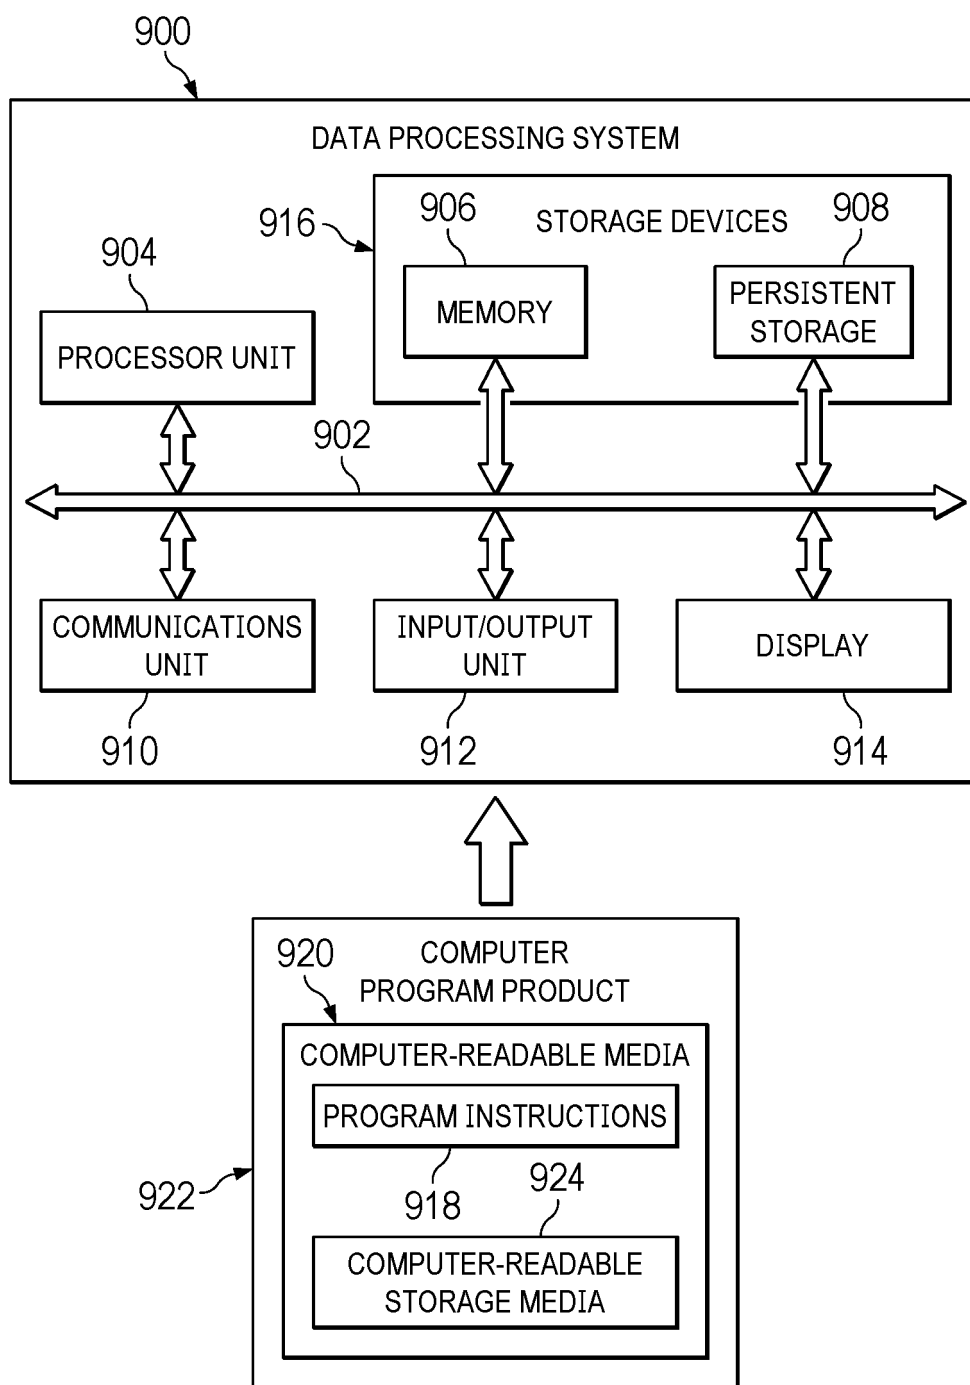 900
DATA PROCESSING SYSTEM
916
906
STORAGE DEVICES
908
904
MEMORY
PERSISTENT
STORAGE
PROCESSOR UNIT
902
COMMUNICATIONS
UNIT
INPUT/OUTPUT
UNIT
DISPLAY
910
912
914
COMPUTER
PROGRAM PRODUCT
920
COMPUTER-READABLE MEDIA
PROGRAM INSTRUCTIONS
918
922
924
COMPUTER-READABLE
STORAGE MEDIA